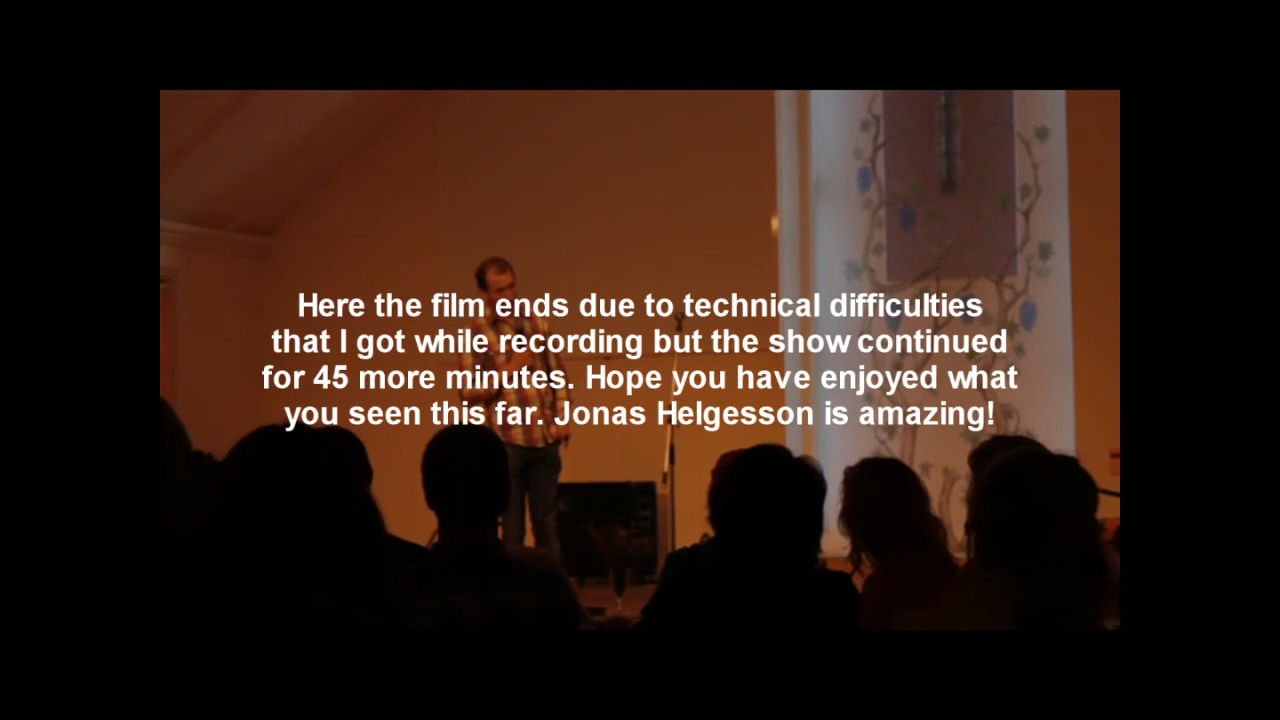 Here the film ends due to technical difficulties
that I got while recording but the show continued
for 45 more minutes. Hope you have enjoyed what
you seen this far. Jonas Helgesson is amazing!